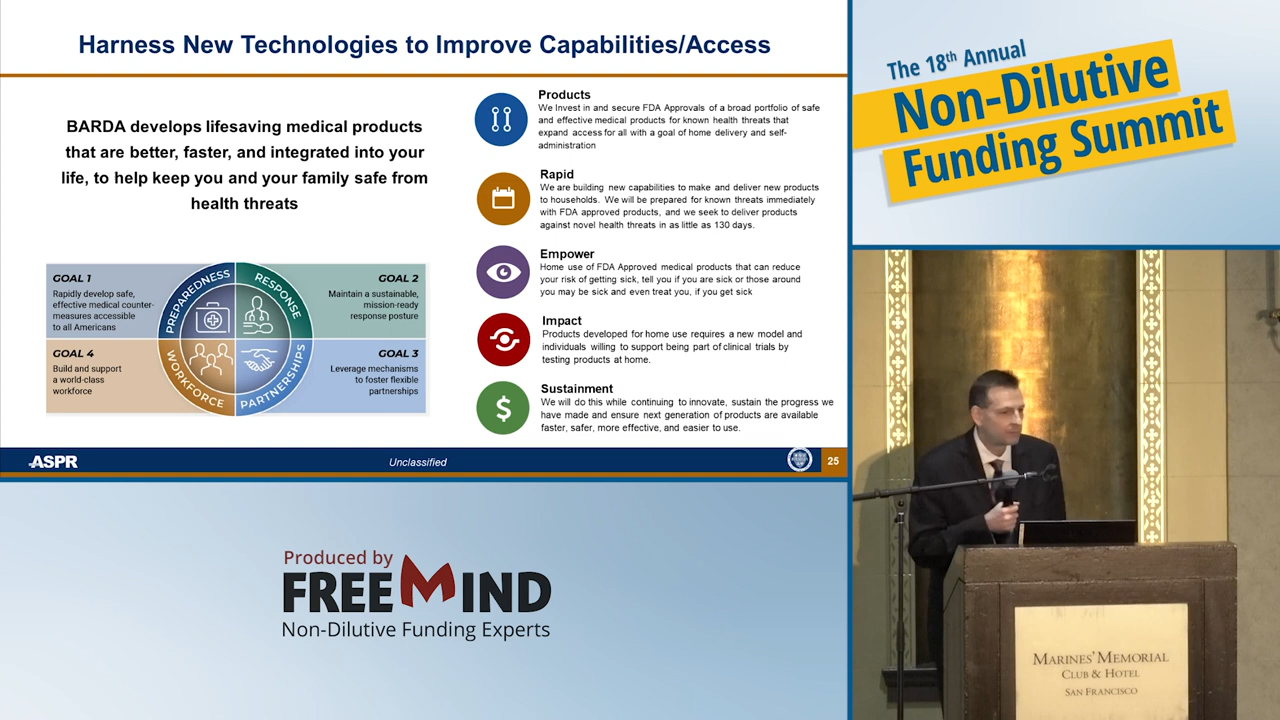 Harness New Technologies to Improve Capabilities/Access
BARDA develops lifesaving medical products
that are better, faster, and integrated into your
life, to help keep you and your family safe from
health threats
GOAL 1
Rapidly develop safe,
effective medical counter-
measures accessible
to all Americans
GOAL 2
Maintain a sustainable,
mission-ready
response posture
PREPAREDNESS
RESPONSE
WORKFORCE
PARTNERSHIPS
GOAL 4
Build and support
a world-class
workforce
GOAL 3
Leverage mechanisms
to foster flexible
partnerships
Products
We Invest in and secure FDA Approvals of a broad portfolio of safe
and effective medical products for known health threats that
expand access for all with a goal of home delivery and self-
administration
Rapid
We are building new capabilities to make and deliver new products
to households. We will be prepared for known threats immediately
with FDA approved products, and we seek to deliver products
against novel health threats in as little as 130 days.
Empower
Home use of FDA Approved medical products that can reduce
your risk of getting sick, tell you if you are sick or those around
you may be sick and even treat you, if you get sick
Impact
Products developed for home use requires a new model and
individuals willing to support being part of clinical trials by
testing products at home.
$
Sustainment
We will do this while continuing to innovate, sustain the progress we
have made and ensure next generation of products are available
faster, safer, more effective, and easier to use.
ASPR
Unclassified
25
The 18th Annual
Non-Dilutive
Funding Summit
Produced by
FREEMIND
Non-Dilutive Funding Experts
MARINES' MEMORIAL
CLUB & HOTEL
SAN FRANCISCO